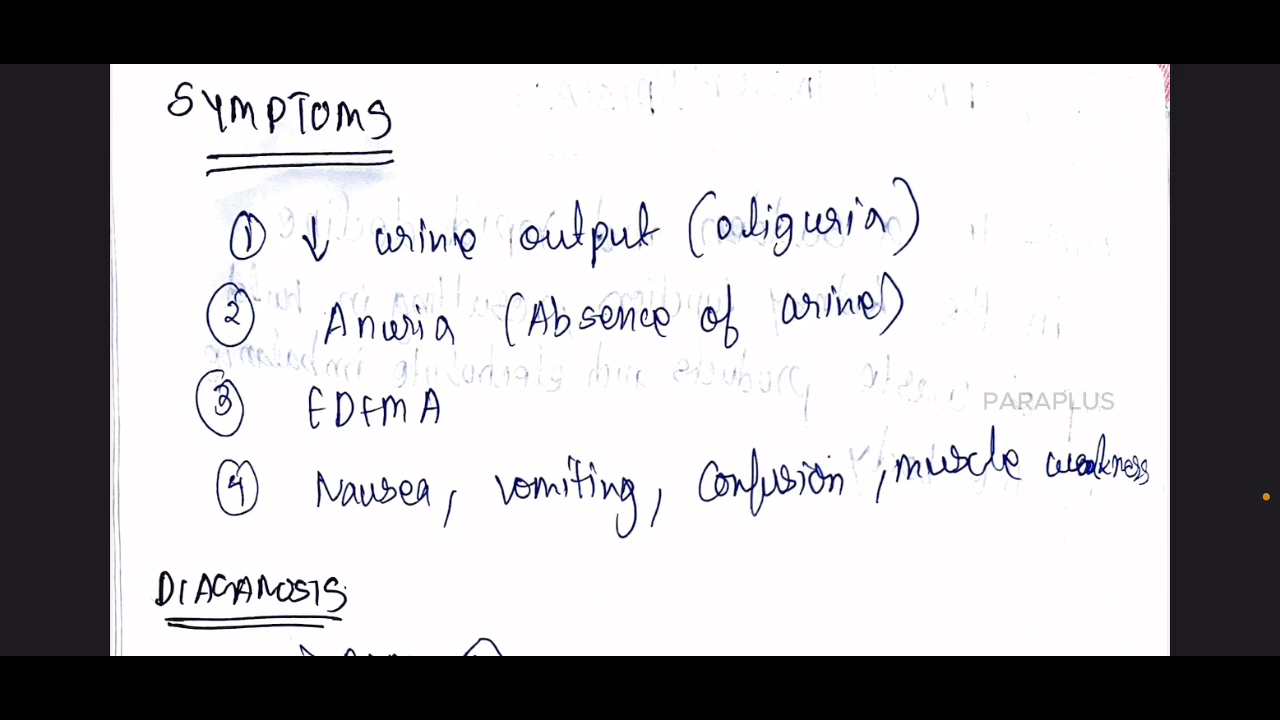 SYMPTOMS
① ↓ urine output (oliguria)
② Anuria (Absence of urine)
③ EDEMA
PARAPLUS
④ Nausea, vomiting, Confusion, muscle weakness
DIAGANOSIS